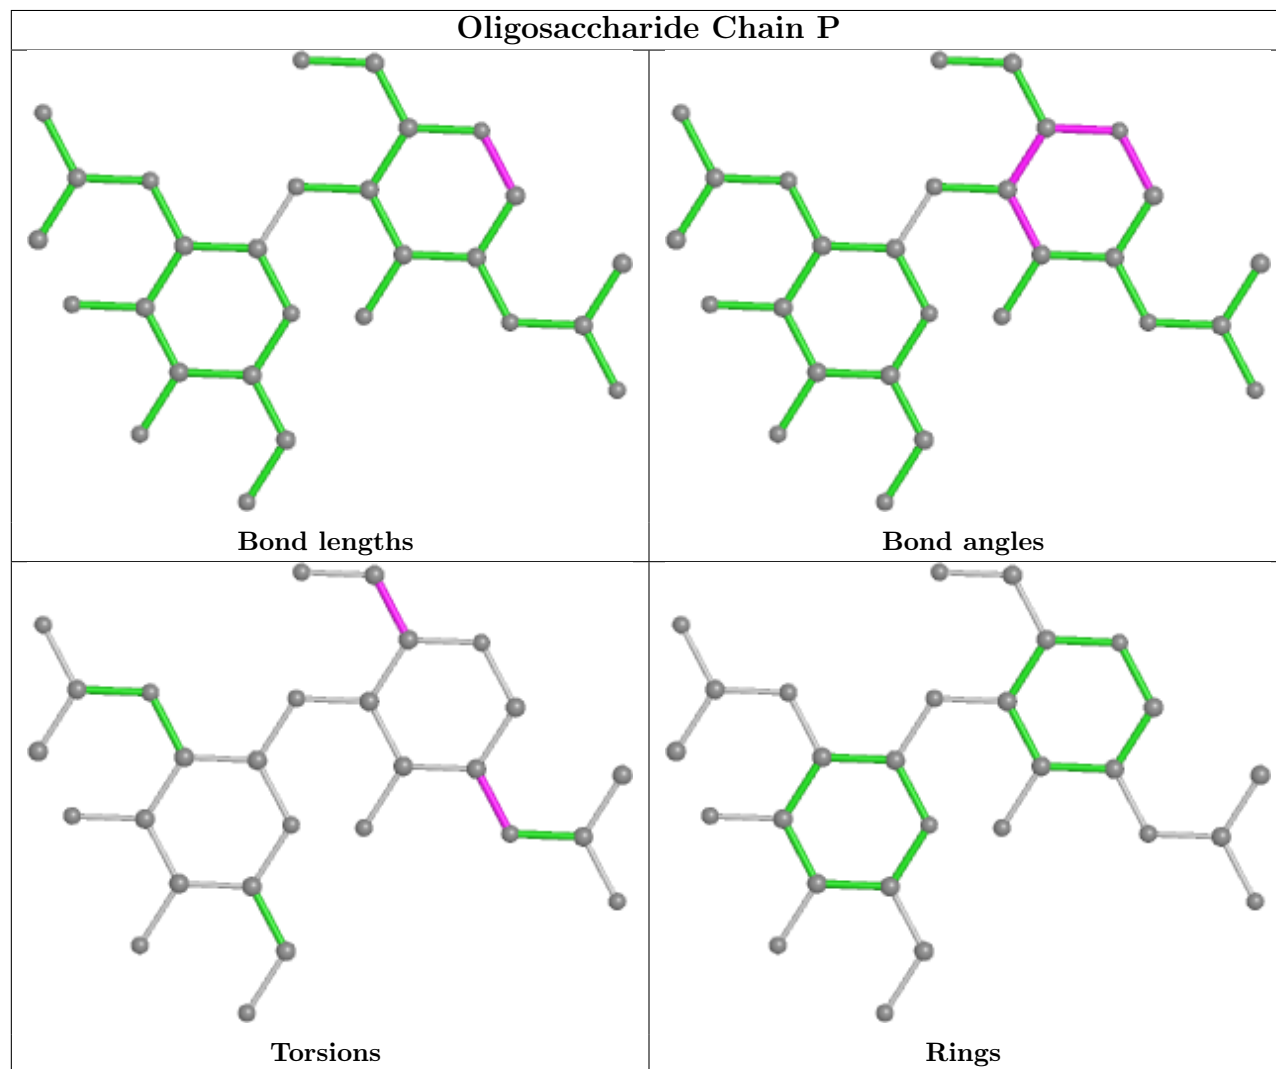 Oligosaccharide Chain P
Bond lengths
Bond angles
Torsions
Rings